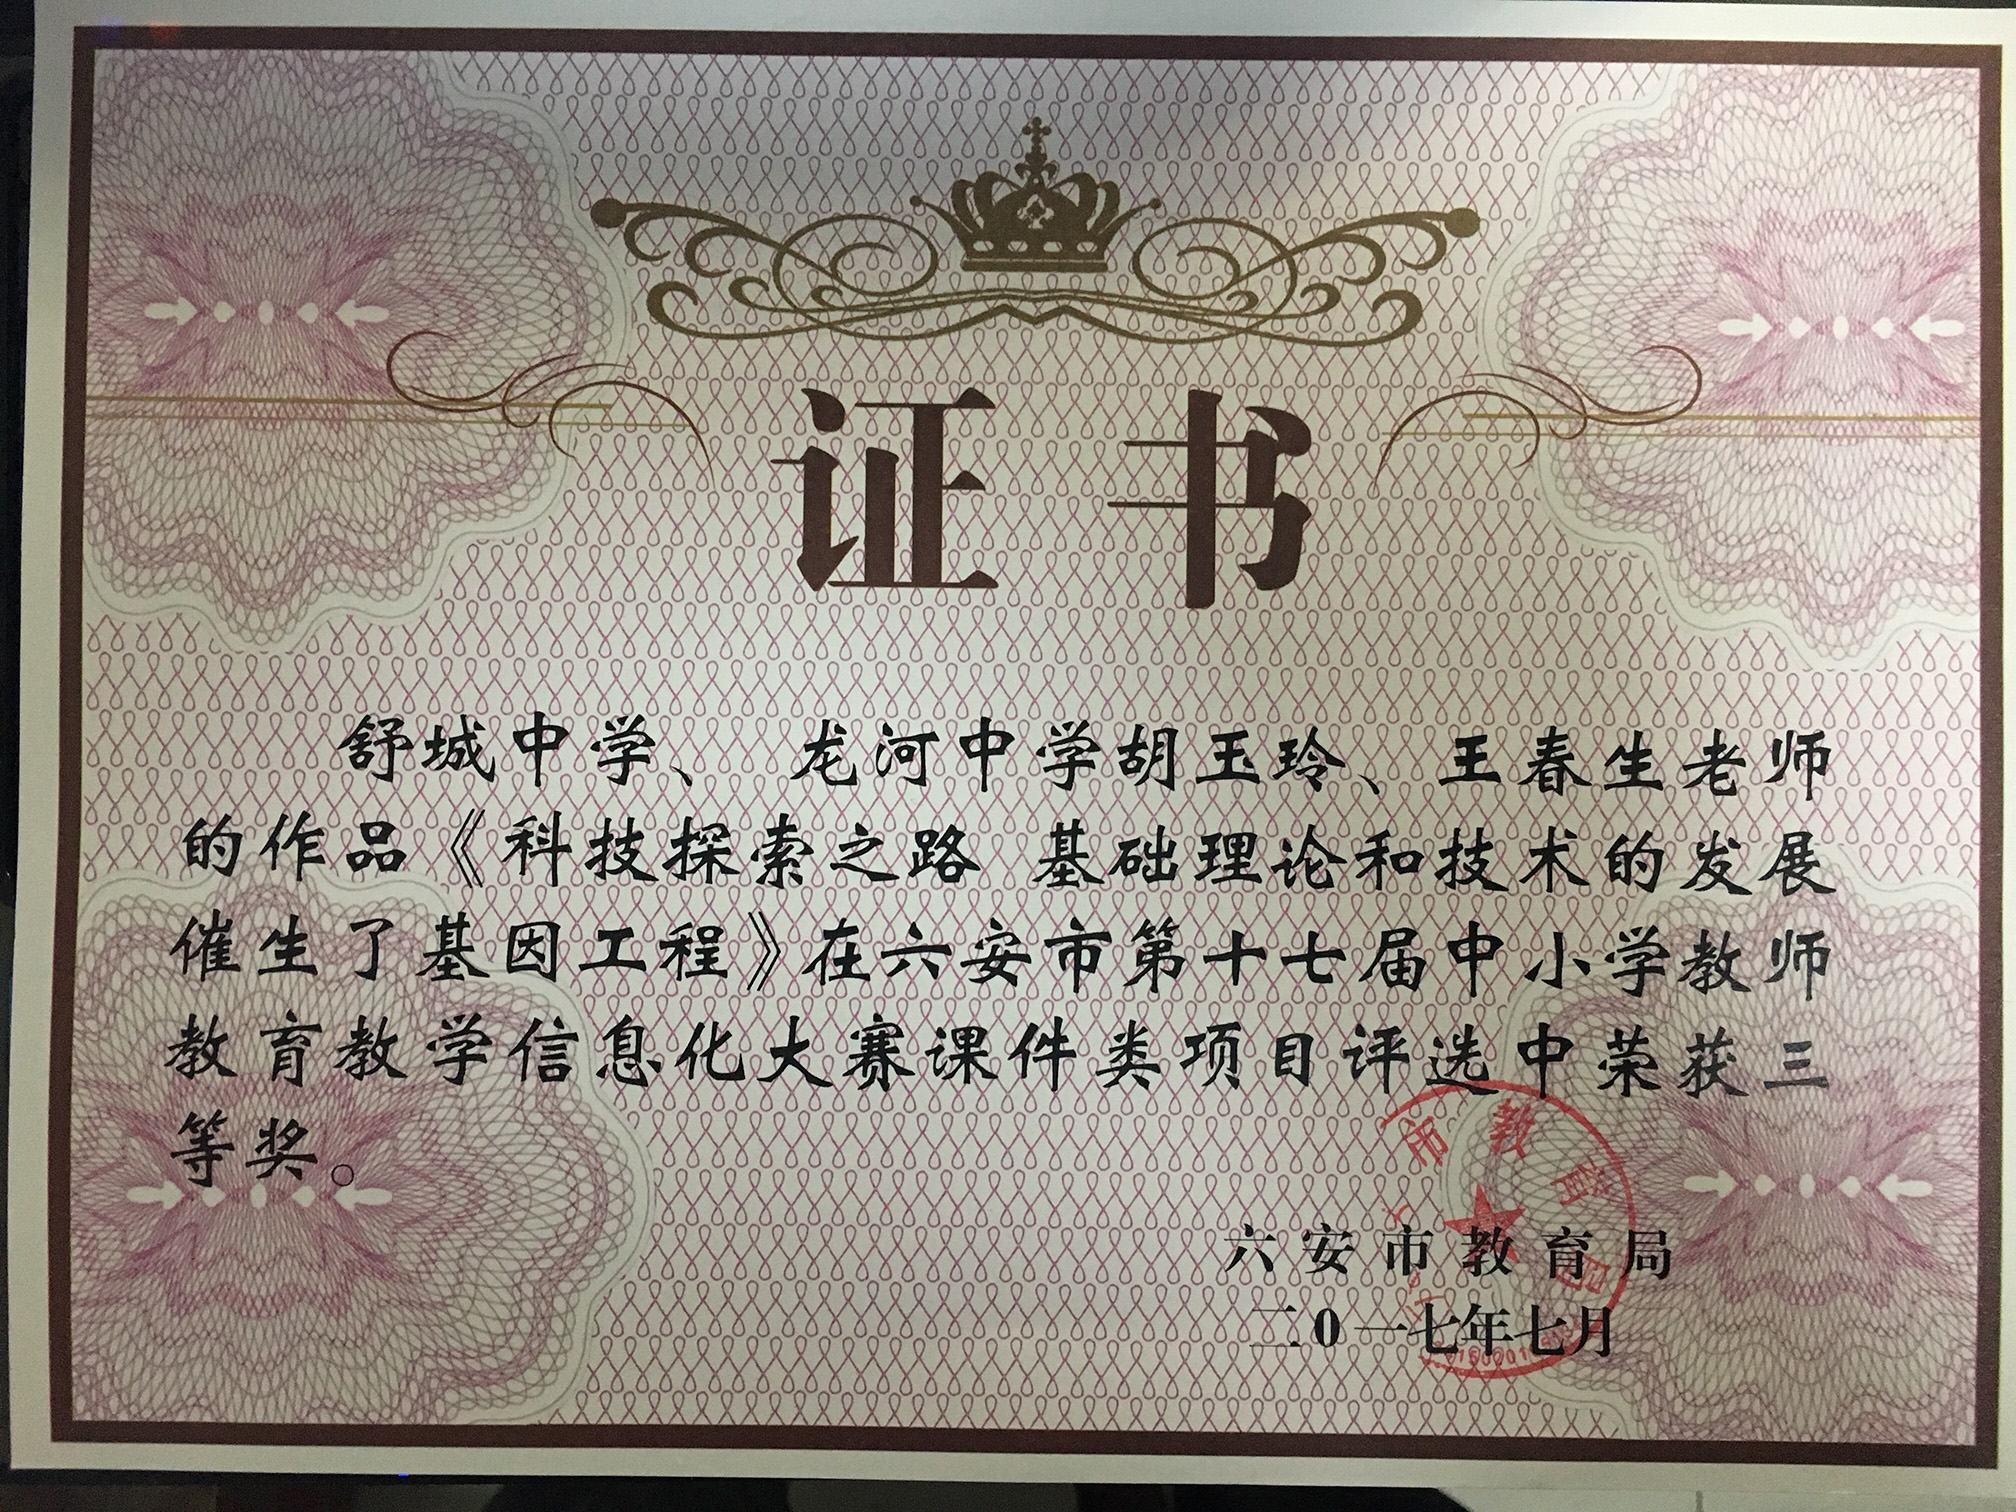 证书
舒城中学、 龙河中学胡玉玲、王春生老师
的作品《科技探索之路 基础理论和技术的发展
催生了基因工程》在六安市第十七届中小学教师
教育教学信息化大赛课件类项目评选中荣获三
等奖。
市教育局
六安市教育局
二0一七年七月